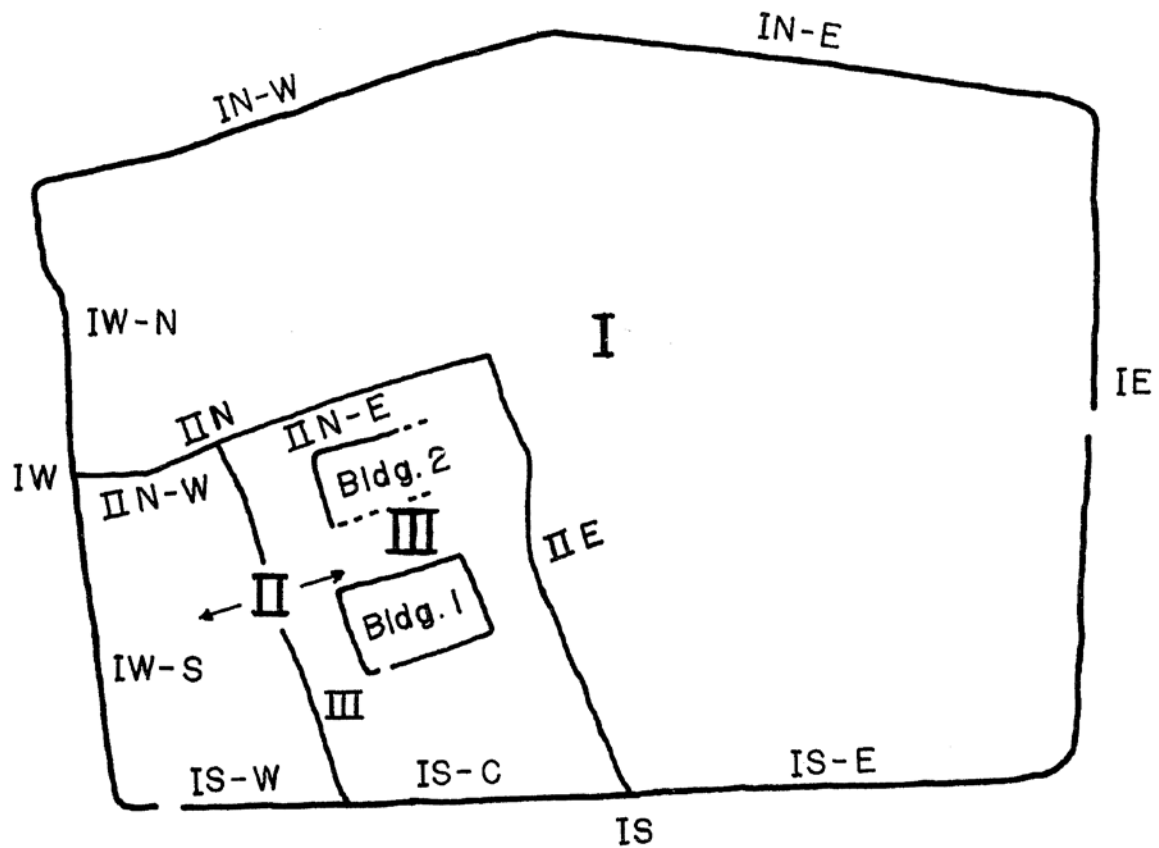 IN-E
IN-W
IW-N
I
IE
IIN
IIN-E
Bldg. 2
IW
IIN-W
III
IIE
II
Bldg. 1
IW-S
III
IS-W
IS-C
IS-E
IS